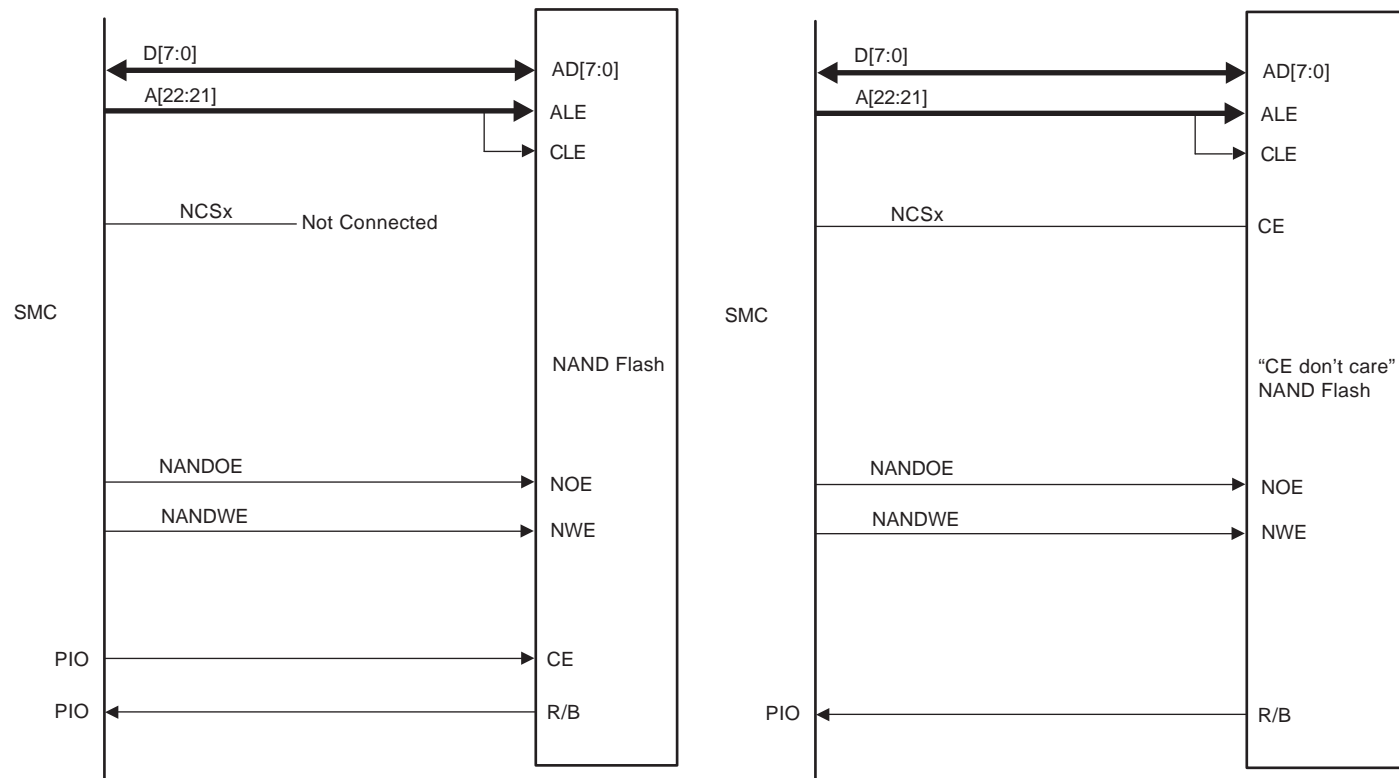 D[7:0]
AD[7:0]
A[22:21]
ALE
CLE
NCSx
Not Connected
SMC
NAND Flash
NANDOE
NOE
NANDWE
NWE
PIO
CE
PIO
R/B
D[7:0]
AD[7:0]
A[22:21]
ALE
CLE
NCSx
CE
SMC
“CE don’t care”
NAND Flash
NANDOE
NOE
NANDWE
NWE
PIO
R/B